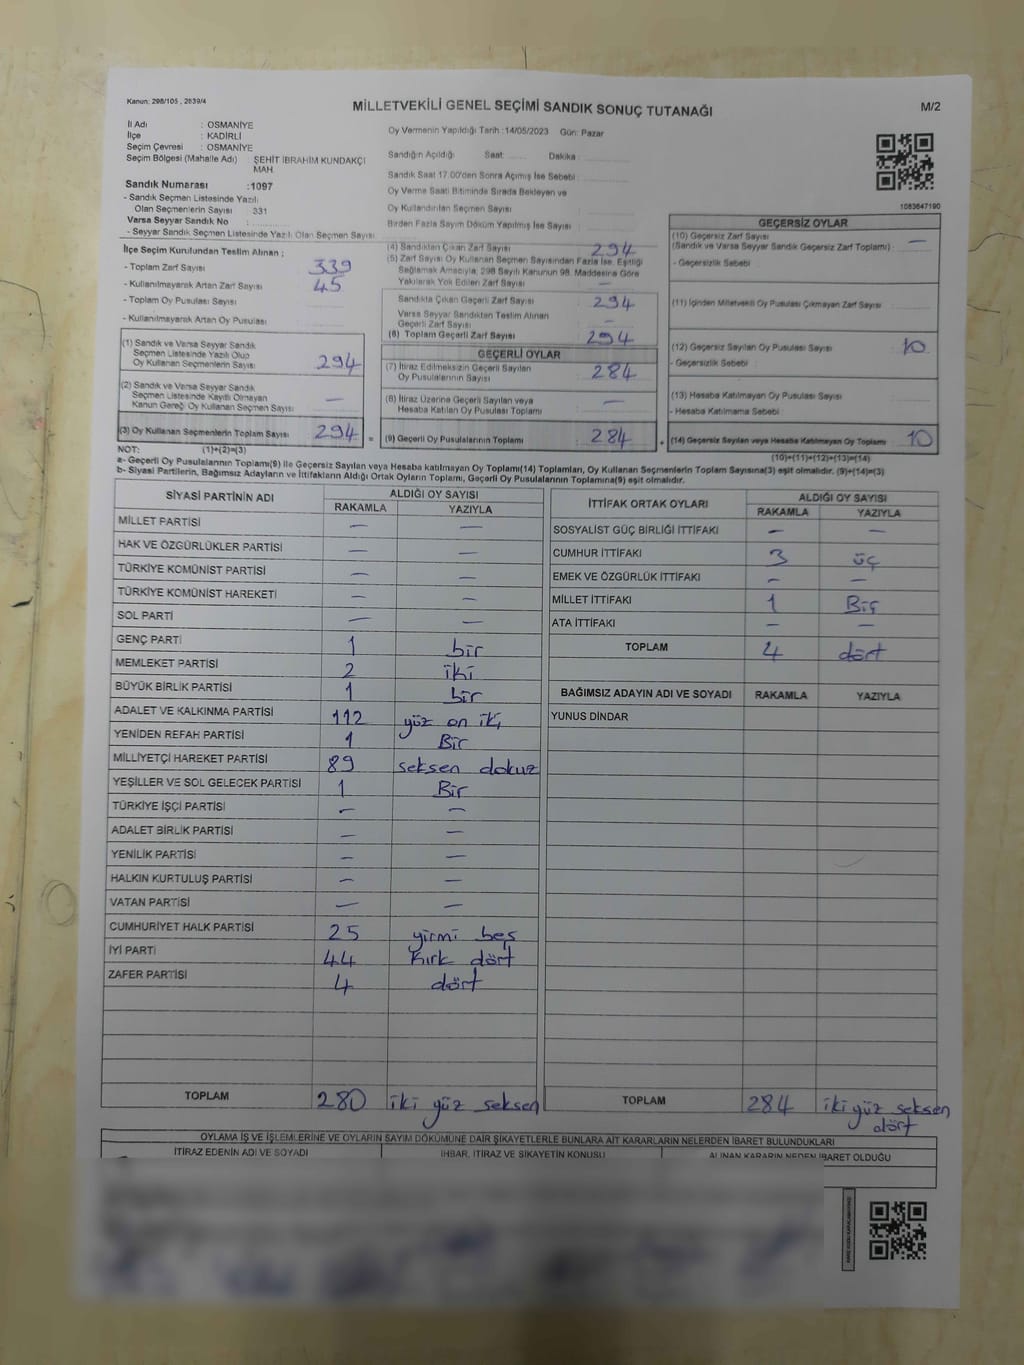 Kanun: 298/105 , 2839/4
MİLLETVEKİLİ GENEL SEÇİMİ SANDIK SONUÇ TUTANAĞI
M/2
İl Adı : OSMANİYE
İlçe : KADİRLİ
Seçim Çevresi : OSMANİYE
Seçim Bölgesi (Mahalle Adı) : ŞEHİT İBRAHİM KUNDAKÇI
MAH
Sandık Numarası :1097
- Sandık Seçmen Listesinde Yazılı
Olan Seçmenlerin Sayısı : 331
Varsa Seyyar Sandık No :
- Seyyar Sandık Seçmen Listesinde Yazılı Olan Seçmen Sayısı :
Oy Vermenin Yapıldığı Tarih :14/05/2023 Gün: Pazar
Sandığın Açıldığı Saat: Dakika :
Sandık Saat 17.00'den Sonra Açımış İse Sebebi :
Oy Verme Saati Bitiminde Sırada Bekleyen ve
Oy Kullandırılan Seçmen Sayısı :
Birden Fazla Sayım Döküm Yapılmış İse Sayısı :
1083647190
İlçe Seçim Kurulundan Teslim Alınan ;
- Toplam Zarf Sayısı : 339
- Kullanılmayarak Artan Zarf Sayısı : 45
- Toplam Oy Pusulası Sayısı :
- Kullanılmayarak Artan Oy Pusulası :
(1) Sandık ve Varsa Seyyar Sandık
Seçmen Listesinde Yazılı Olup
Oy Kullanan Seçmenlerin Sayısı : 294
(2) Sandık ve Varsa Seyyar Sandık
Seçmen Listesinde Kayıtlı Olmayan
Kanun Gereği Oy Kullanan Seçmen Sayısı : —
(3) Oy Kullanan Seçmenlerin Toplam Sayısı : 294 =
(4) Sandıktan Çıkan Zarf Sayısı : 294
(5) Zarf Sayısı Oy Kullanan Seçmen Sayısından Fazla İse, Eşitliği
Sağlamak Amacıyla, 298 Sayılı Kanunun 98. Maddesine Göre
Yakılarak Yok Edilen Zarf Sayısı : —
Sandıkta Çıkan Geçerli Zarf Sayısı : 294
Varsa Seyyar Sandıktan Teslim Alınan
Geçerli Zarf Sayısı : —
(6) Toplam Geçerli Zarf Sayısı : 294
GEÇERLİ OYLAR
(7) İtiraz Edilmeksizin Geçerli Sayılan
Oy Pusulalarının Sayısı : 284
(8) İtiraz Üzerine Geçerli Sayılan veya
Hesaba Katılan Oy Pusulası Toplamı : —
(9) Geçerli Oy Pusulalarının Toplamı : 284 +
GEÇERSİZ OYLAR
(10) Geçersiz Zarf Sayısı
(Sandık ve Varsa Seyyar Sandık Geçersiz Zarf Toplamı) : —
- Geçersizlik Sebebi :
(11) İçinden Milletvekili Oy Pusulası Çıkmayan Zarf Sayısı :
(12) Geçersiz Sayılan Oy Pusulası Sayısı : 10
- Geçersizlik Sebebi :
(13) Hesaba Katılmayan Oy Pusulası Sayısı :
- Hesaba Katılmama Sebebi :
(14) Geçersiz Sayılan veya Hesaba Katılmayan Oy Toplamı : 10
NOT: (1)+(2)=(3) (10)+(11)+(12)+(13)=(14)
a- Geçerli Oy Pusulalarının Toplamı(9) ile Geçersiz Sayılan veya Hesaba katılmayan Oy Toplamı(14) Toplamları, Oy Kullanan Seçmenlerin Toplam Sayısına(3) eşit olmalıdır. (9)+(14)=(3)
b- Siyasi Partilerin, Bağımsız Adayların ve İttifakların Aldığı Ortak Oyların Toplamı, Geçerli Oy Pusulalarının Toplamına(9) eşit olmalıdır.
SİYASİ PARTİNİN ADI ALDIĞI OY SAYISI
RAKAMLA YAZIYLA
MİLLET PARTİSİ — —
HAK VE ÖZGÜRLÜKLER PARTİSİ — —
TÜRKİYE KOMÜNİST PARTİSİ — —
TÜRKİYE KOMÜNİST HAREKETİ — —
SOL PARTİ — —
GENÇ PARTİ 1 bir
MEMLEKET PARTİSİ 2 iki
BÜYÜK BİRLİK PARTİSİ 1 bir
ADALET VE KALKINMA PARTİSİ 112 yüz on iki
YENİDEN REFAH PARTİSİ 1 Bir
MİLLİYETÇİ HAREKET PARTİSİ 89 seksen dokuz
YEŞİLLER VE SOL GELECEK PARTİSİ 1 Bir
TÜRKİYE İŞÇİ PARTİSİ — —
ADALET BİRLİK PARTİSİ — —
YENİLİK PARTİSİ — —
HALKIN KURTULUŞ PARTİSİ — —
VATAN PARTİSİ — —
CUMHURİYET HALK PARTİSİ 25 yirmi beş
İYİ PARTİ 44 kırk dört
ZAFER PARTİSİ 4 dört
TOPLAM 280 iki yüz seksen
İTTİFAK ORTAK OYLARI ALDIĞI OY SAYISI
RAKAMLA YAZIYLA
SOSYALİST GÜÇ BİRLİĞİ İTTİFAKI — —
CUMHUR İTTİFAKI 3 üç
EMEK VE ÖZGÜRLÜK İTTİFAKI — —
MİLLET İTTİFAKI 1 Bir
ATA İTTİFAKI — —
TOPLAM 4 dört
BAĞIMSIZ ADAYIN ADI VE SOYADI RAKAMLA YAZIYLA
YUNUS DİNDAR
TOPLAM 284 iki yüz seksen
dört
OYLAMA İŞ VE İŞLEMLERİNE VE OYLARIN SAYIM DÖKÜMÜNE DAİR ŞİKAYETLERLE BUNLARA AİT KARARLARIN NELERDEN İBARET BULUNDUKLARI
İTİRAZ EDENİN ADI VE SOYADI İHBAR, İTİRAZ VE ŞİKAYETİN KONUSU ALINAN KARARIN NEDEN İBARET OLDUĞU